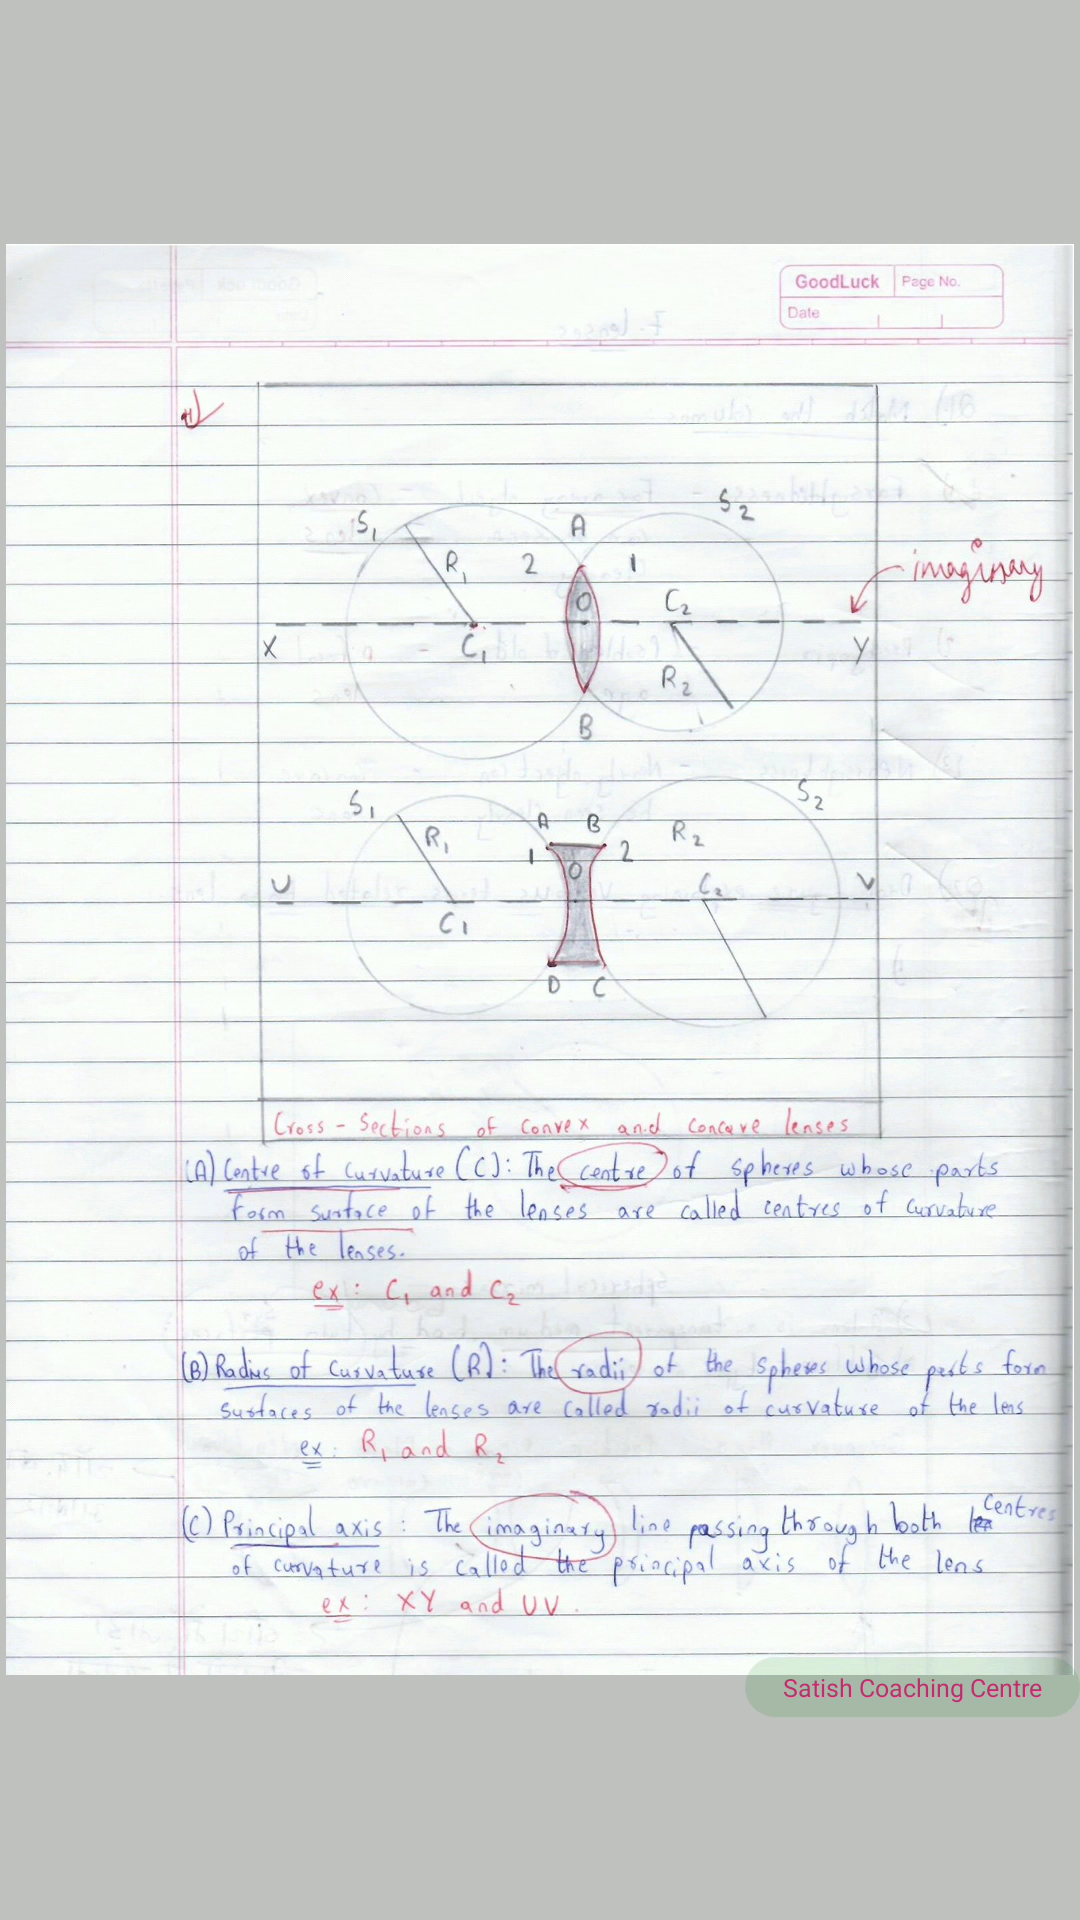 GoodLuck
Page No.
Date
S₁
S₂
A
R₁
2
1
imaginary
O
C₂
X
C₁
Y
R₂
B
S₁
S₂
A
B
R₁
R₂
1
2
O
U
C₂
V
C₁
D
C
Cross - Sections of convex and concave lenses
(A) Centre of Curvature (C): The centre of spheres whose parts
form surface of the lenses are called centres of curvature
of the lenses.
ex: C₁ and C₂
(B) Radius of Curvature (R): The radii of the spheres whose parts form
surfaces of the lenses are called radii of curvature of the lens
ex: R₁ and R₂
(C) Principal axis: The imaginary line passing through both centres
of curvature is called the principal axis of the lens
ex: XY and UV.
Satish Coaching Centre